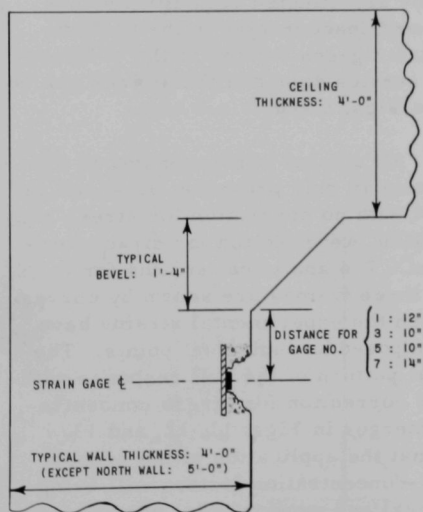 CEILING
THICKNESS: 4'-0"
TYPICAL
BEVEL: 1'-4"
DISTANCE FOR
GAGE NO.
1 : 12"
3 : 10"
5 : 10"
7 : 14"
STRAIN GAGE ℄
TYPICAL WALL THICKNESS: 4'-0"
(EXCEPT NORTH WALL: 5'-0")